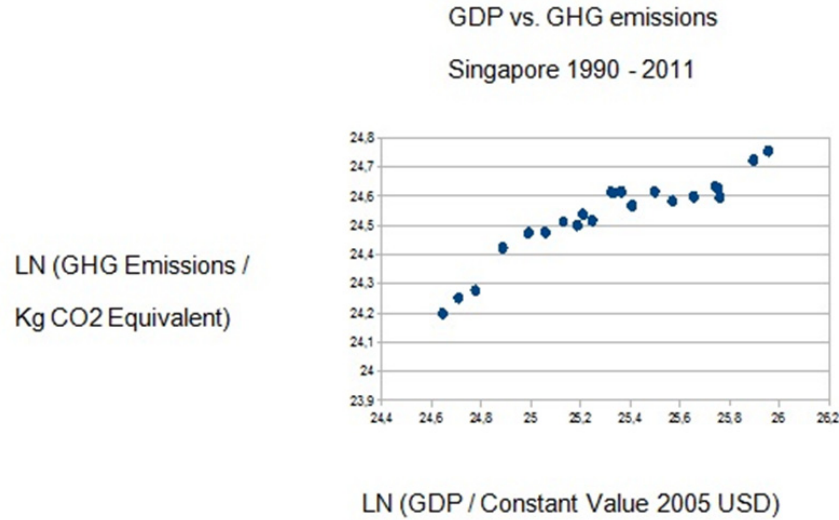 GDP vs. GHG emissions
Singapore 1990 - 2011
24,8
24,7
24,6
24,5
24,4
24,3
24,2
24,1
24
23,9
LN (GHG Emissions /
Kg CO2 Equivalent)
24,4 24,6 24,8 25 25,2 25,4 25,6 25,8 26 26,2
LN (GDP / Constant Value 2005 USD)